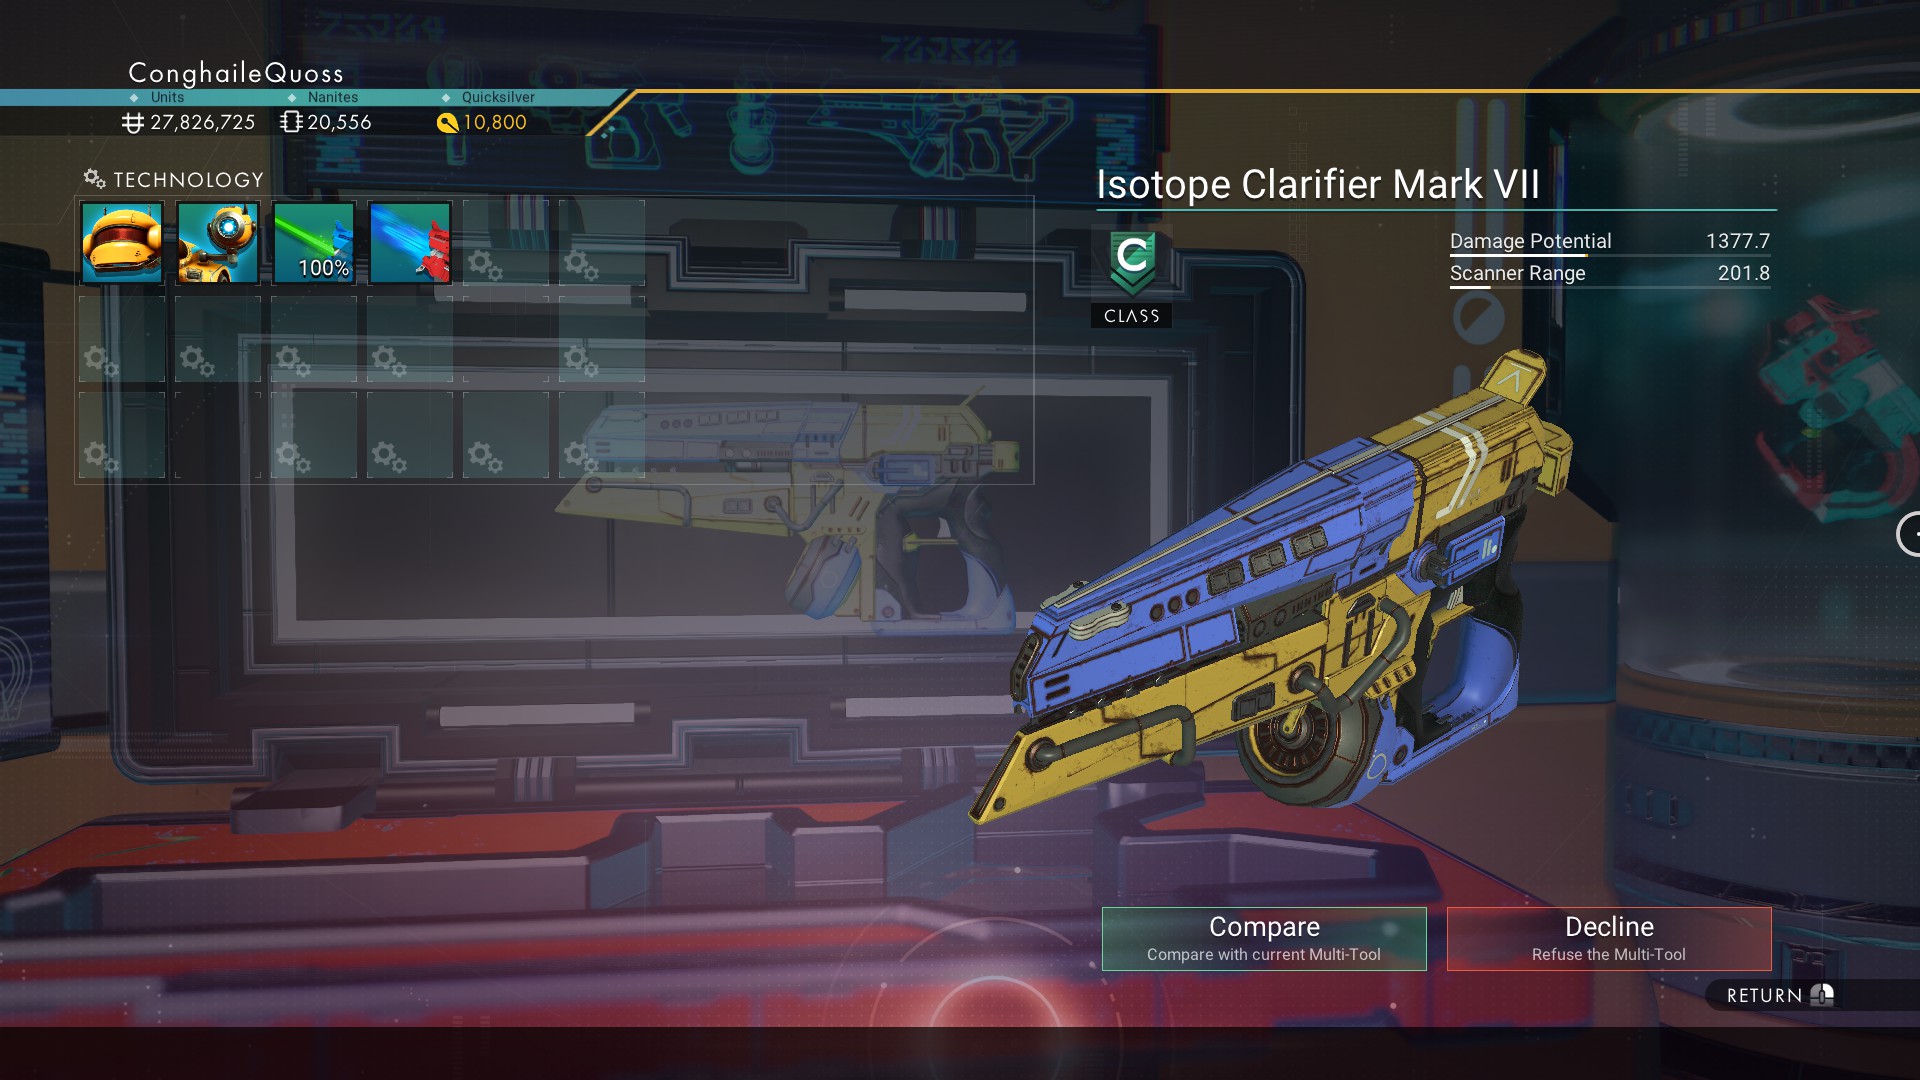 ConghaileQuoss
Units Nanites Quicksilver
27,826,725 20,556 10,800
TECHNOLOGY
100%
Isotope Clarifier Mark VII
C
CLASS
Damage Potential 1377.7
Scanner Range 201.8
Compare
Compare with current Multi-Tool
Decline
Refuse the Multi-Tool
RETURN